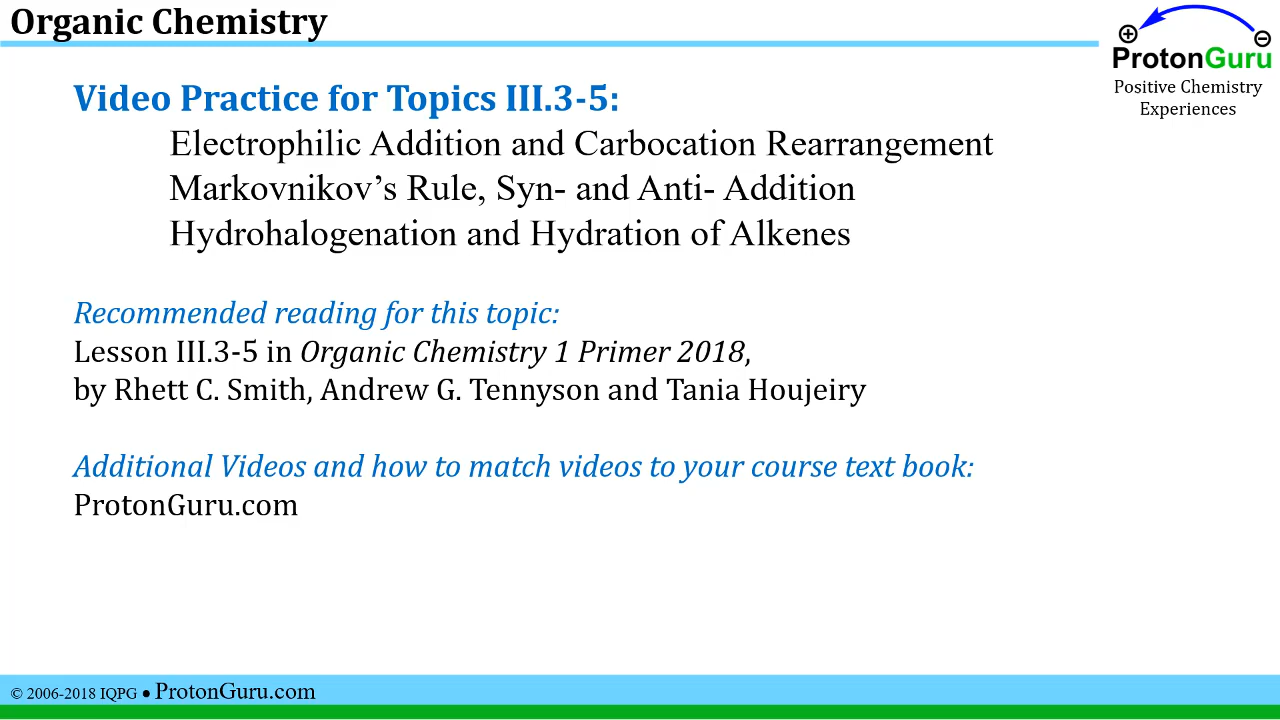 Organic Chemistry
ProtonGuru
Positive Chemistry
Experiences
Video Practice for Topics III.3-5:
Electrophilic Addition and Carbocation Rearrangement
Markovnikov’s Rule, Syn- and Anti- Addition
Hydrohalogenation and Hydration of Alkenes
Recommended reading for this topic:
Lesson III.3-5 in Organic Chemistry 1 Primer 2018,
by Rhett C. Smith, Andrew G. Tennyson and Tania Houjeiry
Additional Videos and how to match videos to your course text book:
ProtonGuru.com
© 2006-2018 IQPG ● ProtonGuru.com